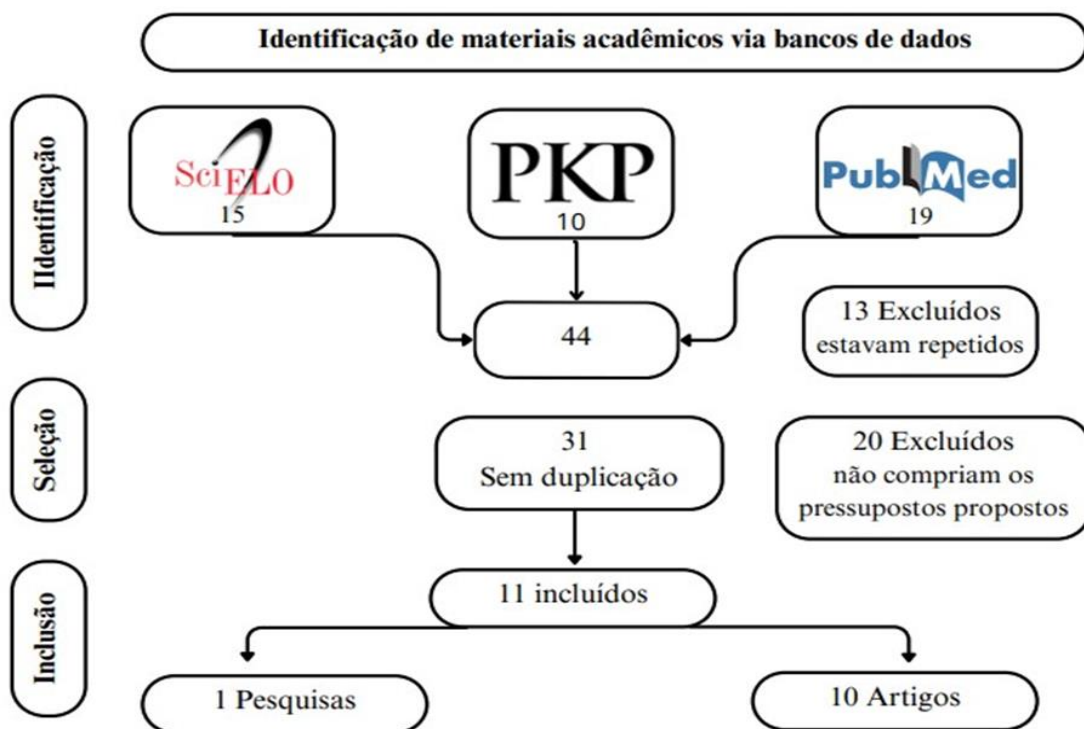 Identificação de materiais acadêmicos via bancos de dados
IIdentificação
SciELO
15
PKP
10
PubMed
19
44
13 Excluídos
estavam repetidos
Seleção
31
Sem duplicação
20 Excluídos
não compriam os
pressupostos propostos
Inclusão
11 incluídos
1 Pesquisas
10 Artigos